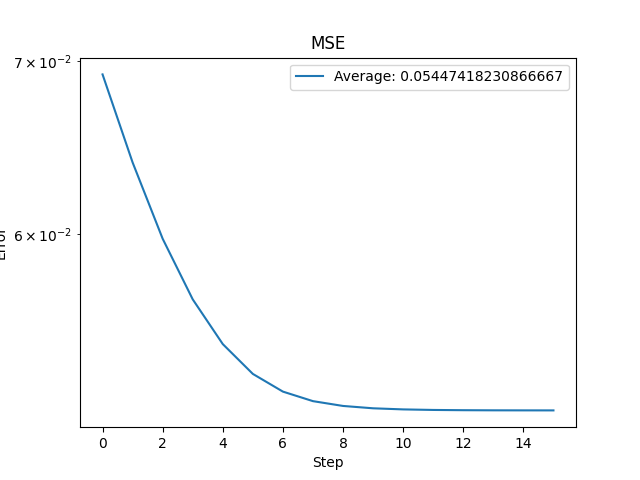 MSE
7 × 10⁻²
Average: 0.05447418230866667
6 × 10⁻²
Error
0 2 4 6 8 10 12 14
Step